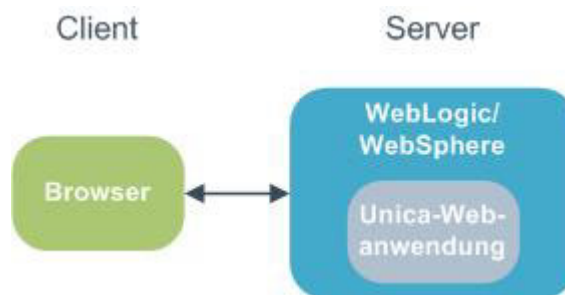 Client
Server
WebLogic/
WebSphere
Browser
Unica-Web-
anwendung